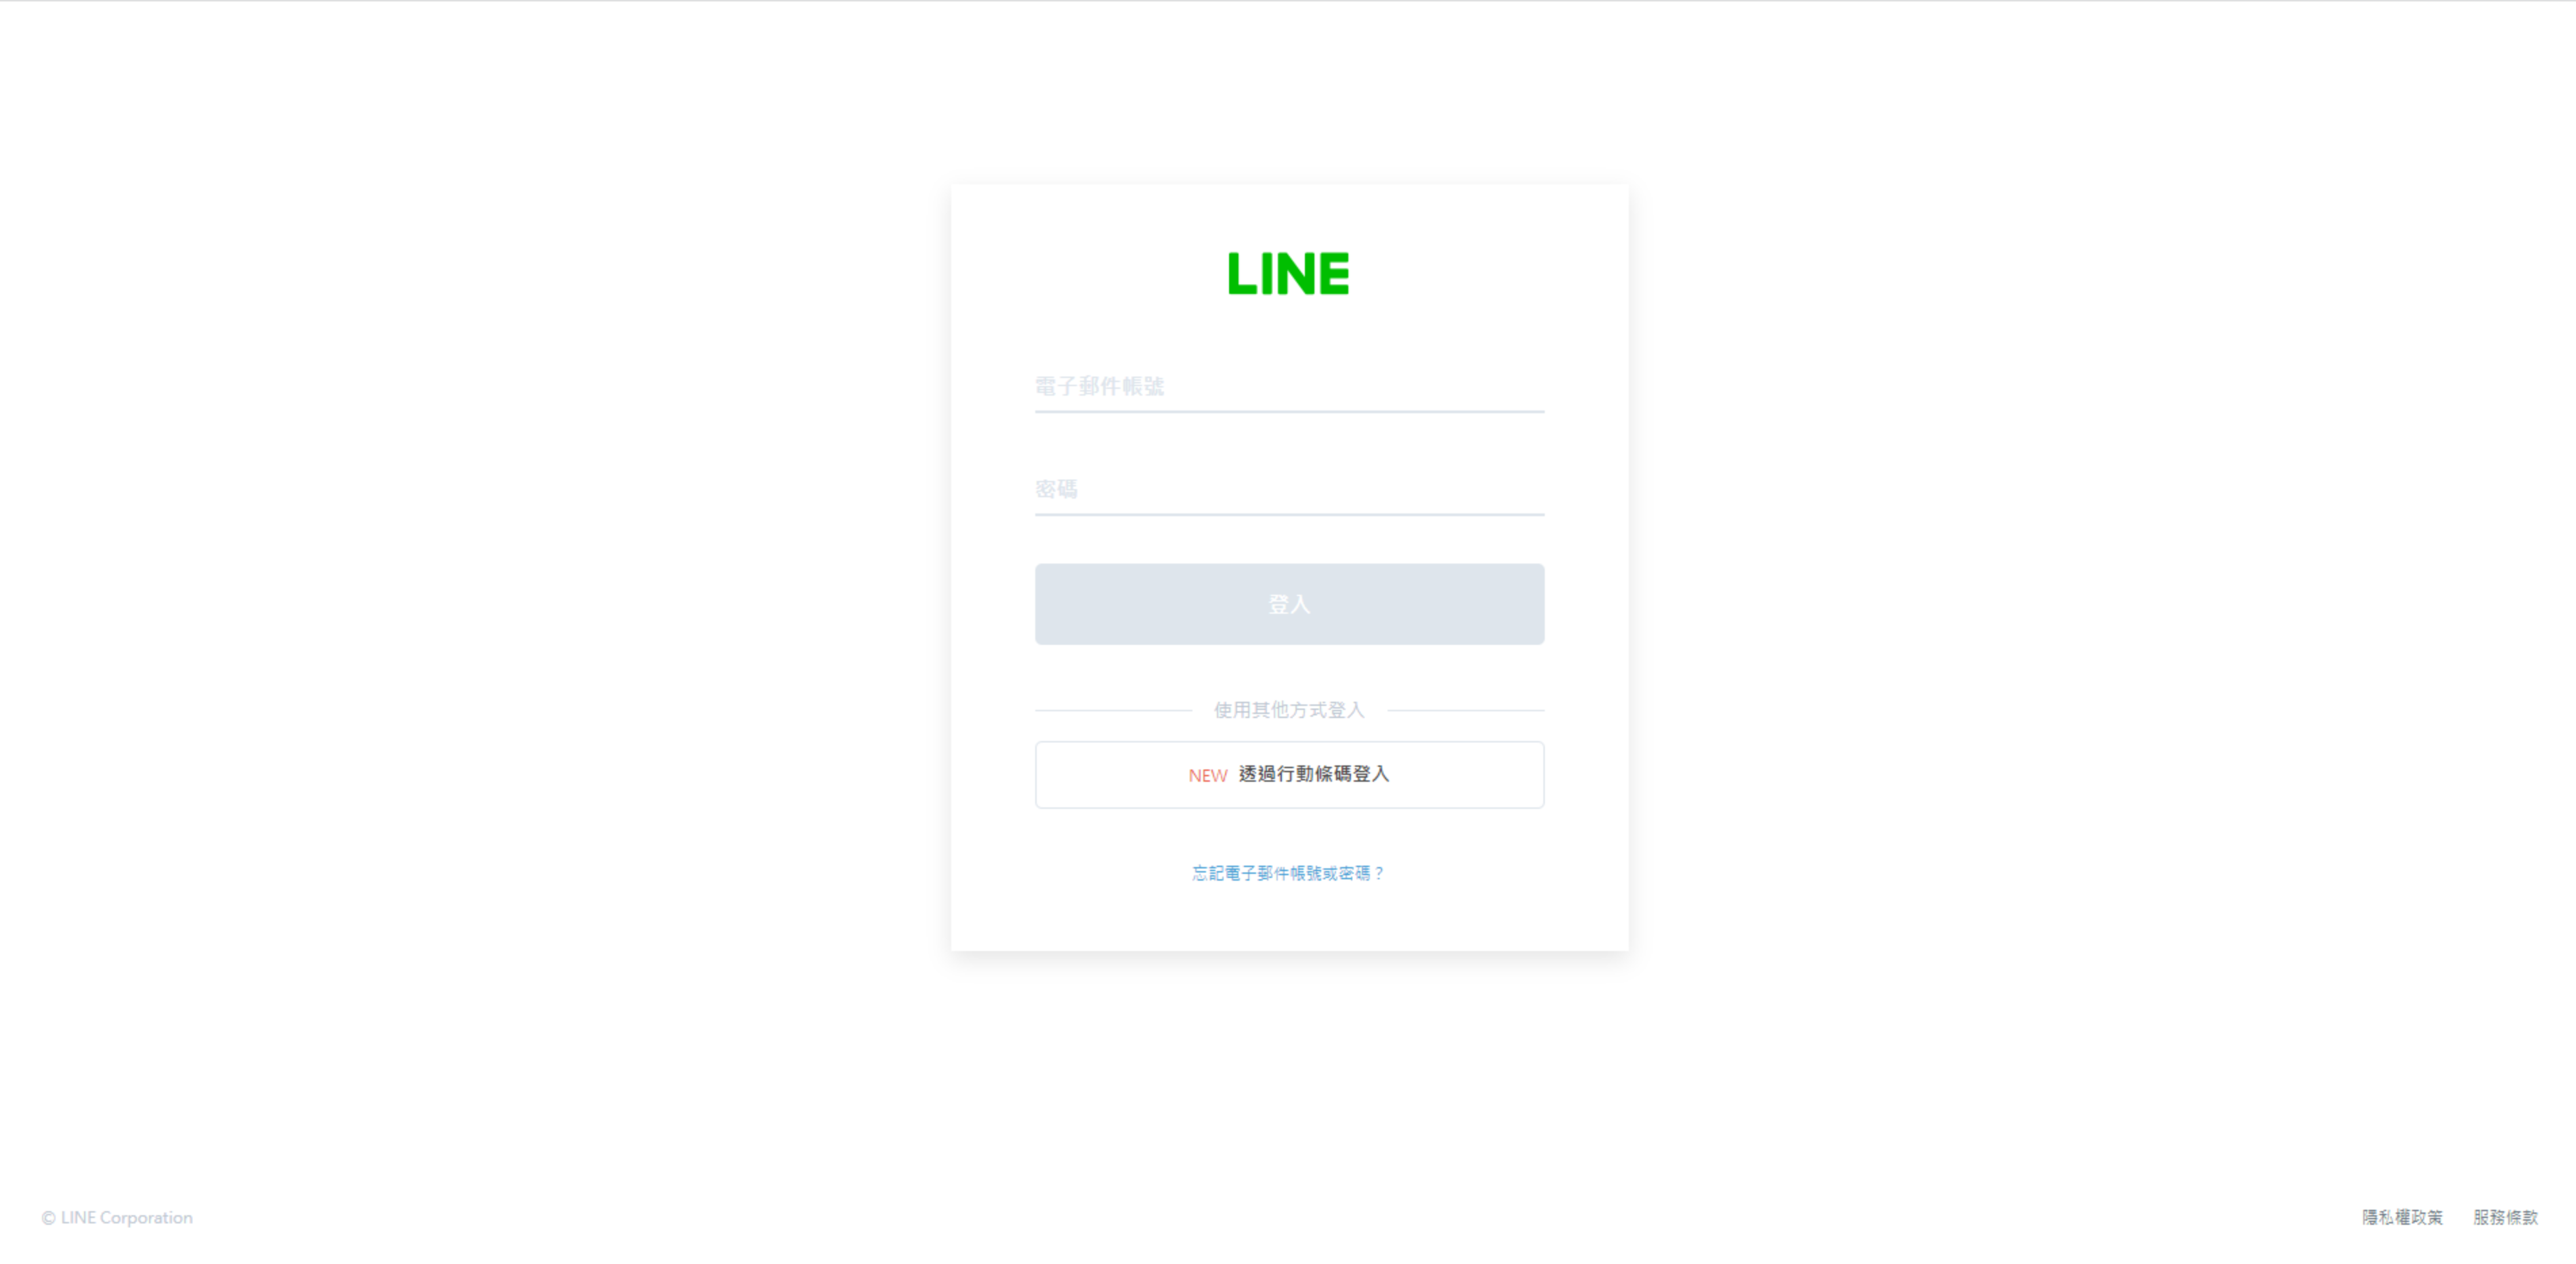 LINE
電子郵件帳號
密碼
登入
使用其他方式登入
NEW 透過行動條碼登入
忘記電子郵件帳號或密碼？
© LINE Corporation
隱私權政策 服務條款